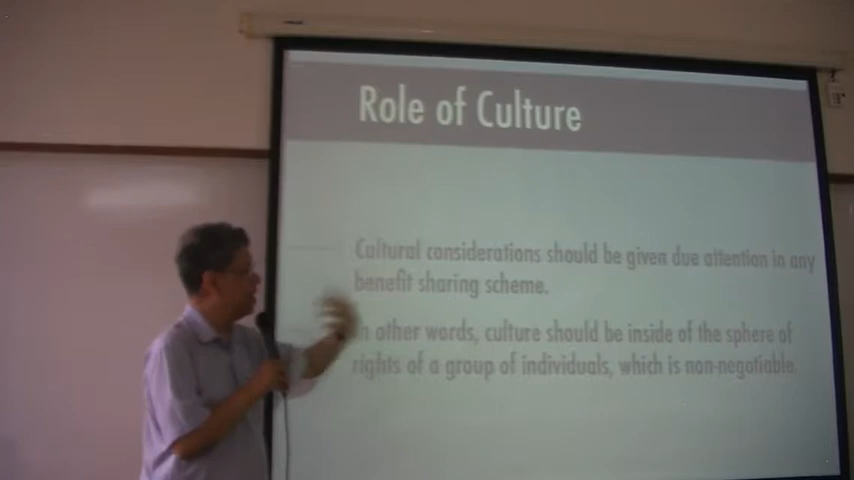 Role of Culture
Cultural considerations should be given due attention in any
benefit sharing scheme.
other words, culture should be inside of the sphere of
rights of a group of individuals, which is non-negotiable.